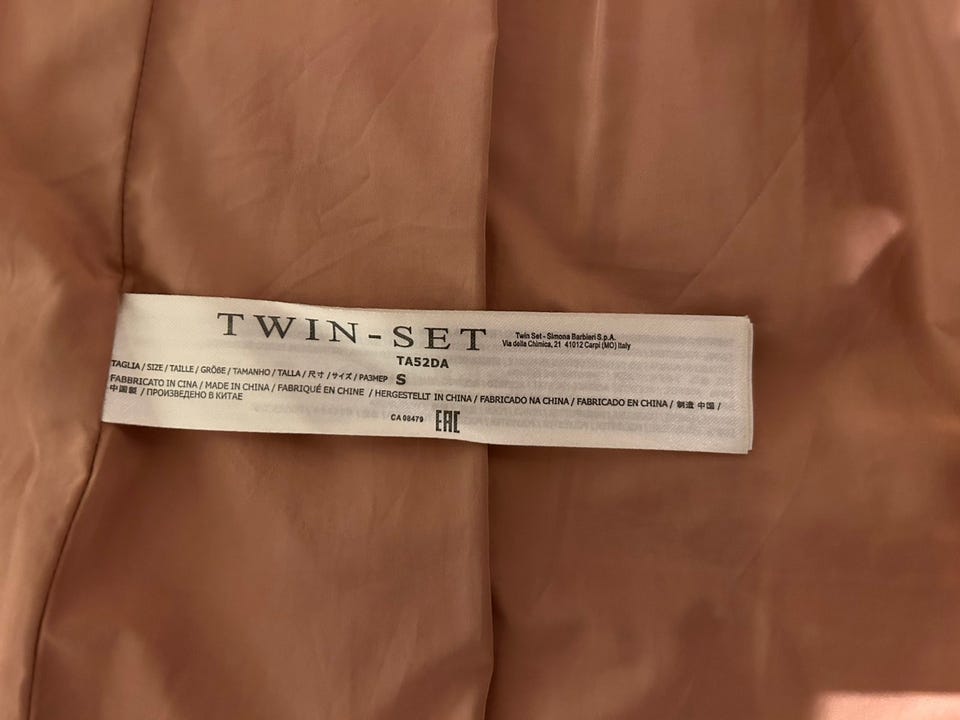 TWIN-SET
Twin Set - Simona Barbieri S.p.A.
Via della Chimica, 21 41012 Carpi (MO) Italy
TA52DA
TAGLIA / SIZE / TAILLE / GRÖßE / TAMANHO / TALLA / 尺寸 / サイズ / РАЗМЕР S
FABBRICATO IN CINA / MADE IN CHINA / FABRIQUÉ EN CHINE / HERGESTELLT IN CHINA / FABRICADO NA CHINA / FABRICADO EN CHINA / 制造 中国 /
中国製 / ПРОИЗВЕДЕНО В КИТАЕ
CA 08479 EAC